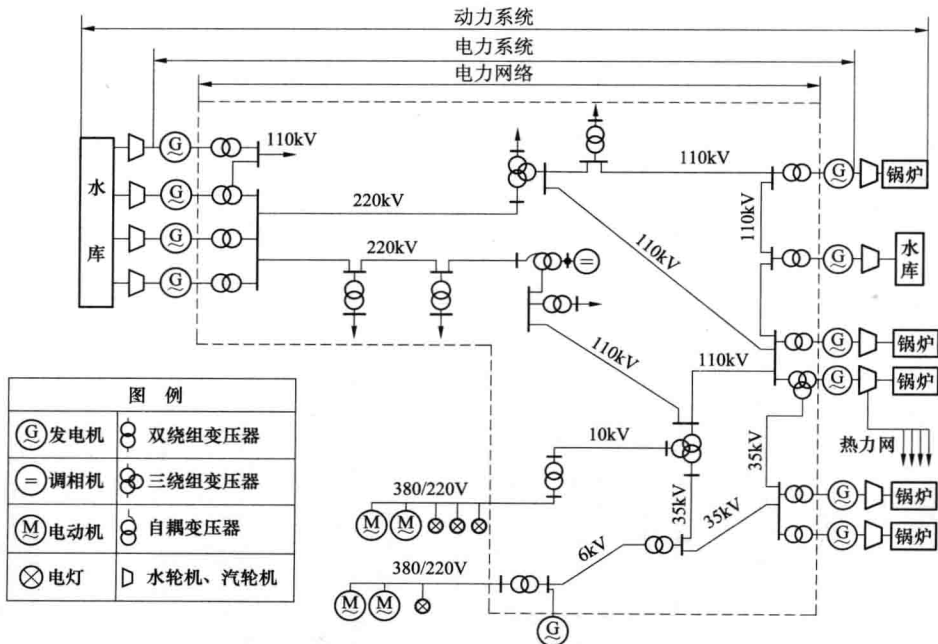 动力系统
电力系统
电力网络
水库
G
G
G
G
110kV
220kV
220kV
110kV
110kV
110kV
110kV
110kV
10kV
35kV
35kV
35kV
6kV
380/220V
380/220V
G
锅炉
G
水库
G
锅炉
G
锅炉
热力网
G
锅炉
G
锅炉
M
M
M
M
G
图 例
G 发电机 双绕组变压器
调相机 三绕组变压器
M 电动机 自耦变压器
电灯 水轮机、汽轮机